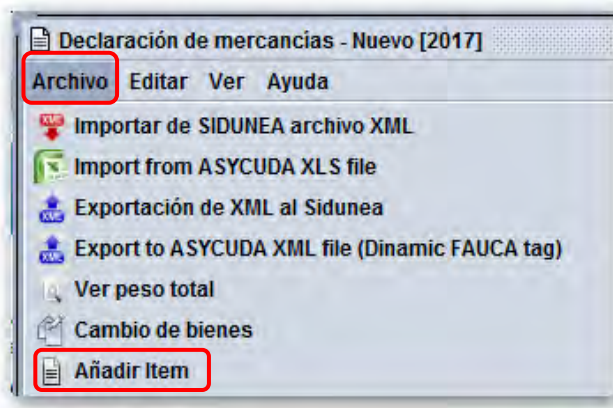 Declaración de mercancias - Nuevo [2017]
Archivo Editar Ver Ayuda
Importar de SIDUNEA archivo XML
Import from ASYCUDA XLS file
Exportación de XML al Sidunea
Export to ASYCUDA XML file (Dinamic FAUCA tag)
Ver peso total
Cambio de bienes
Añadir Item